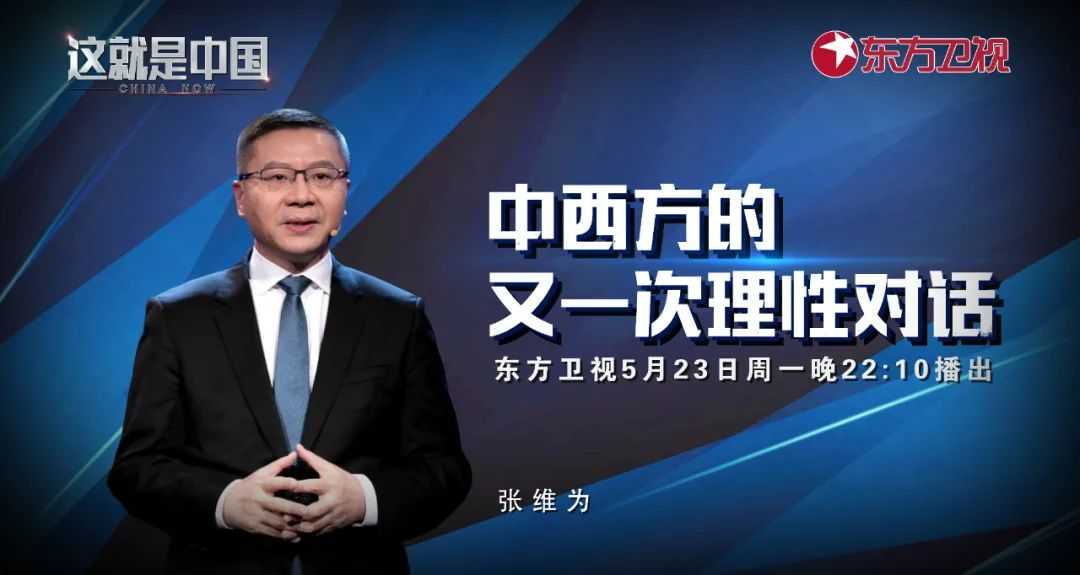 这就是中国
CHINA NOW
东方卫视
中西方的
又一次理性对话
东方卫视5月23日周一晚22:10播出
张维为